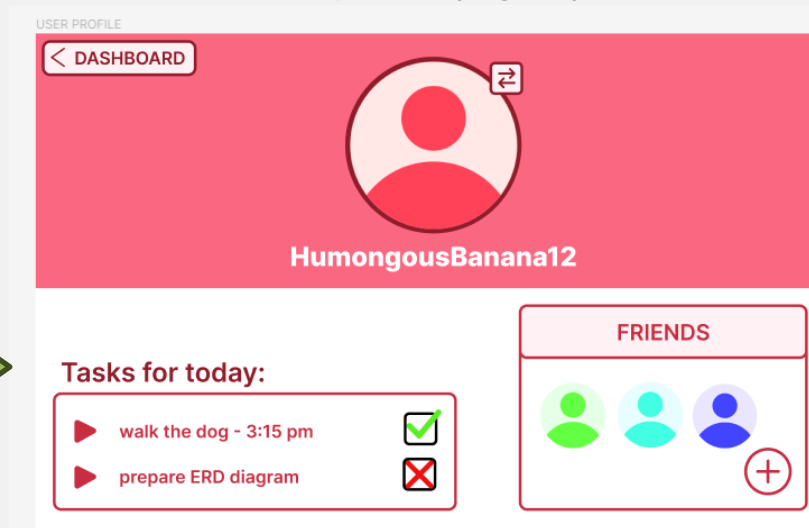 USER PROFILE
DASHBOARD
HumongousBanana12
FRIENDS
Tasks for today:
walk the dog - 3:15 pm
prepare ERD diagram